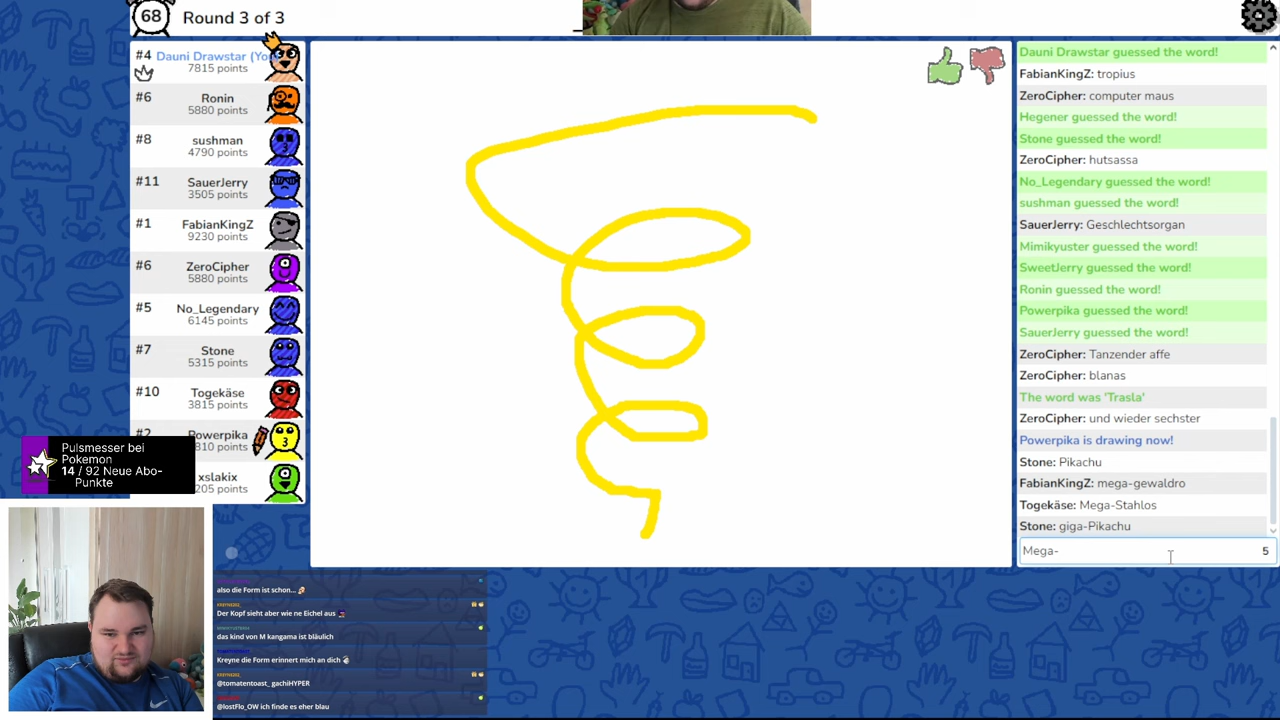 68
Round 3 of 3
#4
Dauni Drawstar (You)
7815 points
#6
Ronin
5880 points
#8
sushman
4790 points
#11
SauerJerry
3505 points
#1
FabianKingZ
9230 points
#6
ZeroCipher
5880 points
#5
No_Legendary
6145 points
#7
Stone
5315 points
#10
Togekäse
3815 points
#2
Powerpika
810 points
xslakix
205 points
Pulsmesser bei
Pokemon
14 / 92 Neue Abo-
Punkte
Dauni Drawstar guessed the word!
FabianKingZ: tropius
ZeroCipher: computer maus
Hegener guessed the word!
Stone guessed the word!
ZeroCipher: hutsassa
No_Legendary guessed the word!
sushman guessed the word!
SauerJerry: Geschlechtsorgan
Mimikyuster guessed the word!
SweetJerry guessed the word!
Ronin guessed the word!
Powerpika guessed the word!
SauerJerry guessed the word!
ZeroCipher: Tanzender affe
ZeroCipher: blanas
The word was 'Trasla'
ZeroCipher: und wieder sechster
Powerpika is drawing now!
Stone: Pikachu
FabianKingZ: mega-gewaldro
Togekäse: Mega-Stahlos
Stone: giga-Pikachu
Mega-
5
also die Form ist schon...
Der Kopf sieht aber wie ne Eichel aus
das kind von M kangama ist bläulich
Kreyne die Form erinnert mich an dich
@tomatentoast_ gachiHYPER
@lostFlo_OW ich finde es eher blau